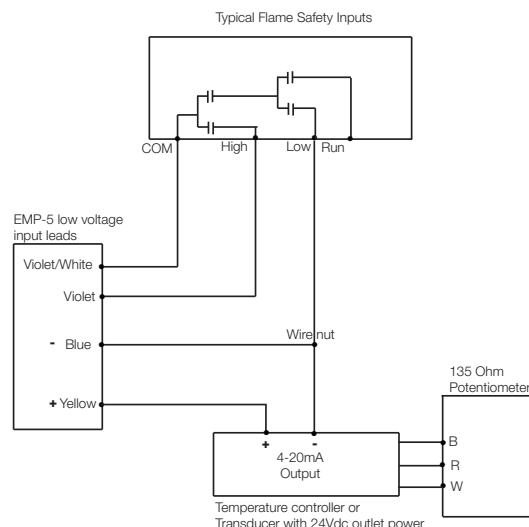 Typical Flame Safety Inputs
COM
High
Low
Run
EMP-5 low voltage
input leads
Violet/White
Violet
- Blue
+ Yellow
Wire nut
+ -
4-20mA
Output
Temperature controller or
Transducer with 24Vdc outlet power
135 Ohm
Potentiometer
B
R
W